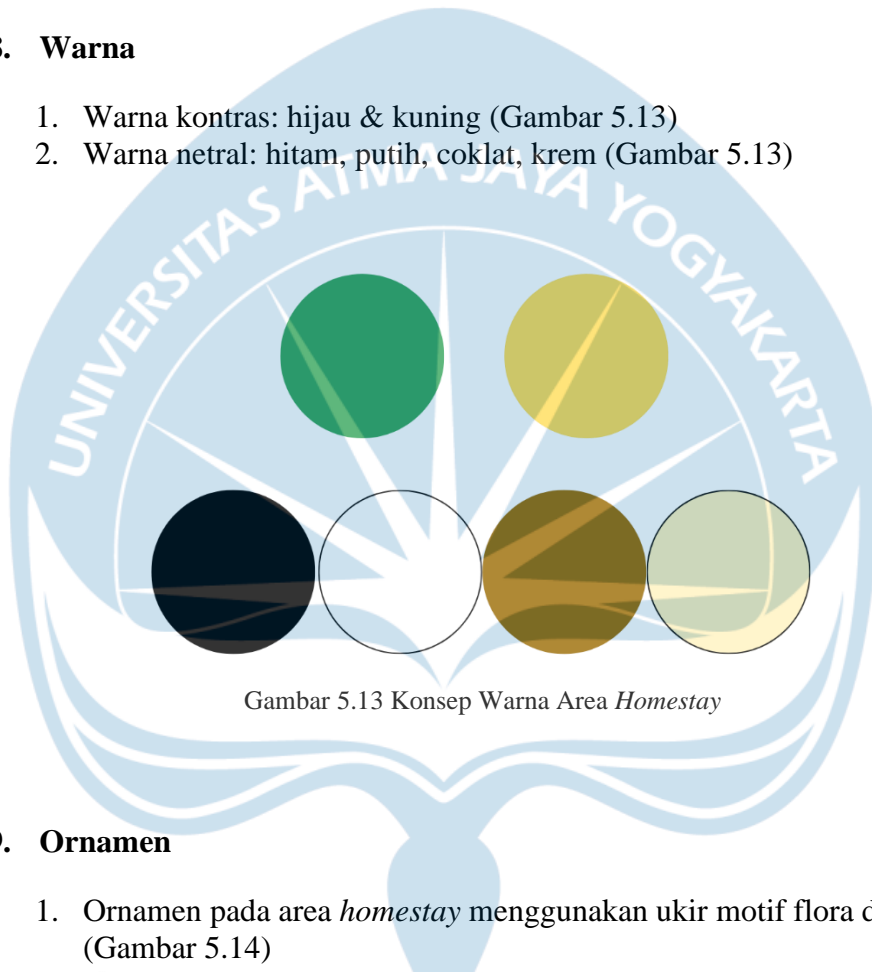 Warna
1. Warna kontras: hijau & kuning (Gambar 5.13)
2. Warna netral: hitam, putih, coklat, krem (Gambar 5.13)
UNIVERSITAS ATMA JAYA YOGYAKARTA
Gambar 5.13 Konsep Warna Area Homestay
Ornamen
1. Ornamen pada area homestay menggunakan ukir motif flora
(Gambar 5.14)